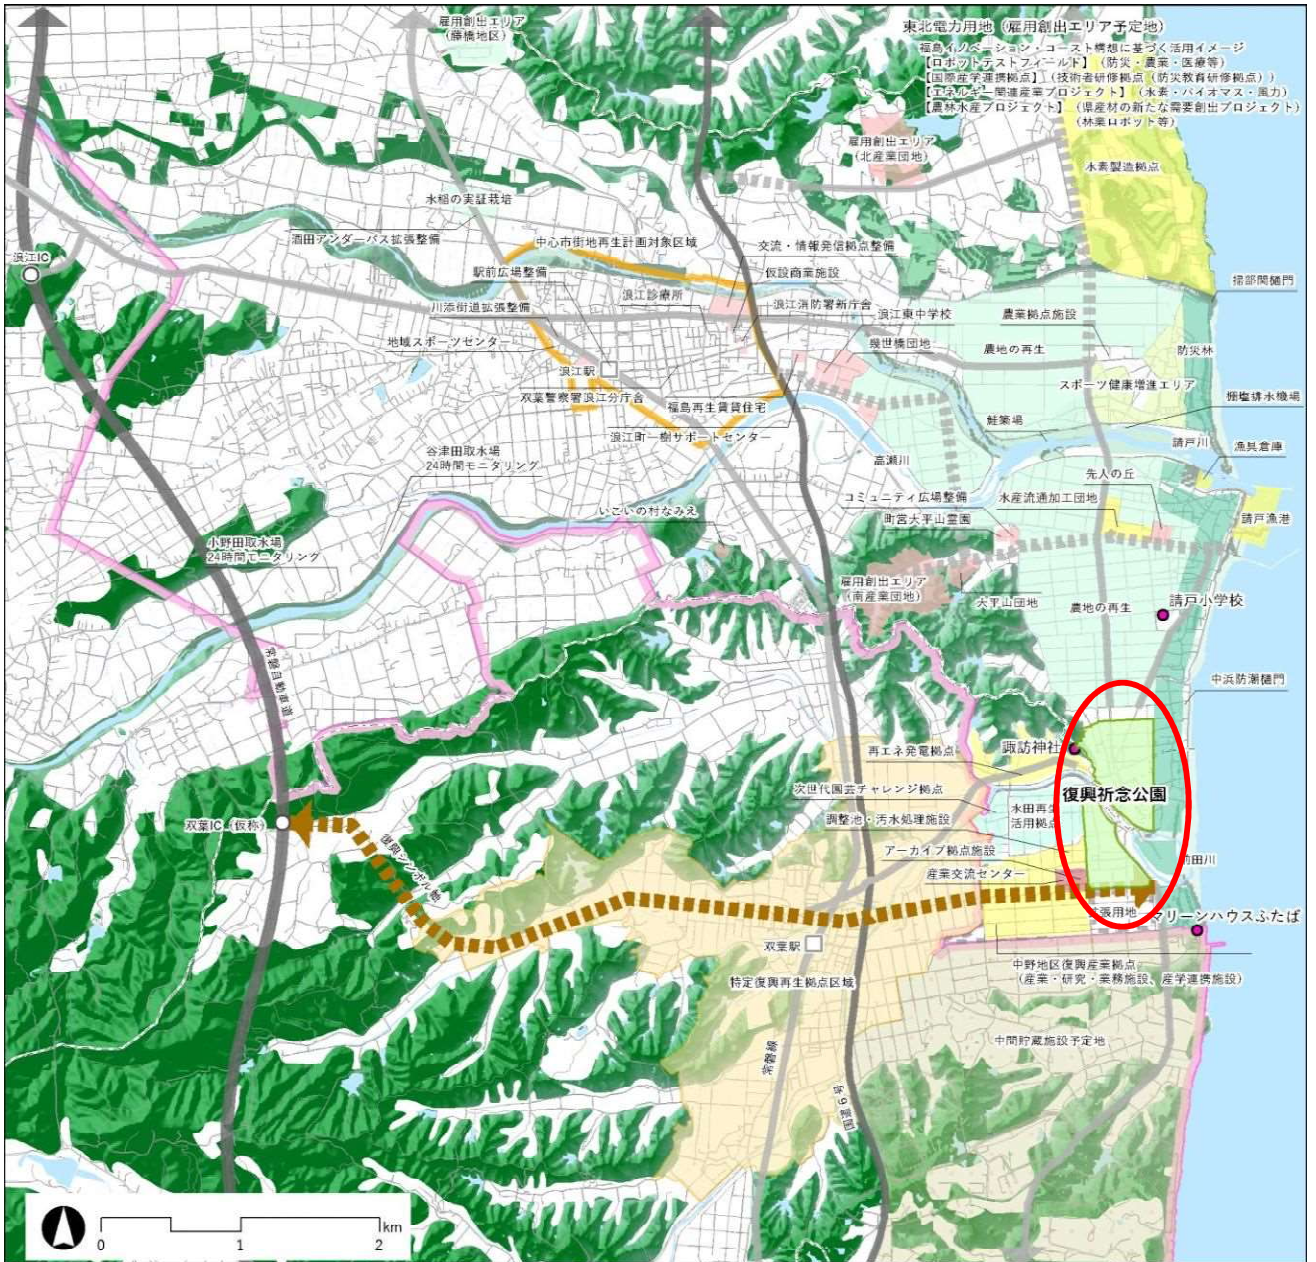 雇用創出エリア
(藤橋地区)
東北電力用地（雇用創出エリア予定地）
福島イノベーション・コースト構想に基づく活用イメージ
【ロボットテストフィールド】（防災・農業・医療等）
【国際産学連携拠点】（技術者研修拠点（防災教育研修拠点））
【エネルギー関連産業プロジェクト】（水素・バイオマス・風力）
【農林水産プロジェクト】（県産材の新たな需要創出プロジェクト）
（林業ロボット等）
雇用創出エリア
(北産業団地)
水素製造拠点
水稲の実証栽培
酒田アンダーパス拡張整備
中心市街地再生計画対象区域
交流・情報発信拠点整備
浪江IC
駅前広場整備
仮設商業施設
掃部関樋門
浪江診療所
浪江消防署新庁舎
川添街道拡張整備
浪江東中学校
農業拠点施設
地域スポーツセンター
幾世橋団地
農地の再生
防災林
浪江駅
スポーツ健康増進エリア
双葉警察署浪江分庁舎
福島再生賃貸住宅
棚塩排水機場
浪江町一樹サポートセンター
鮭簗場
請戸川
漁具倉庫
谷津田取水場
24時間モニタリング
高瀬川
先人の丘
コミュニティ広場整備
水産流通加工団地
いこいの村なみえ
町営大平山霊園
請戸漁港
小野田取水場
24時間モニタリング
雇用創出エリア
(南産業団地)
大平山団地
農地の再生
請戸小学校
常磐自動車道
中浜防潮樋門
再エネ発電拠点
諏訪神社
次世代園芸チャレンジ拠点
復興祈念公園
水田再生
活用拠点
双葉IC（仮称）
調整池・汚水処理施設
復興シンボル軸
アーカイブ拠点施設
前田川
産業交流センター
拡張用地
マリーンハウスふたば
双葉駅
中野地区復興産業拠点
（産業・研究・業務施設、産学連携施設）
特定復興再生拠点区域
中間貯蔵施設予定地
常磐線
国道6号
km
0
1
2